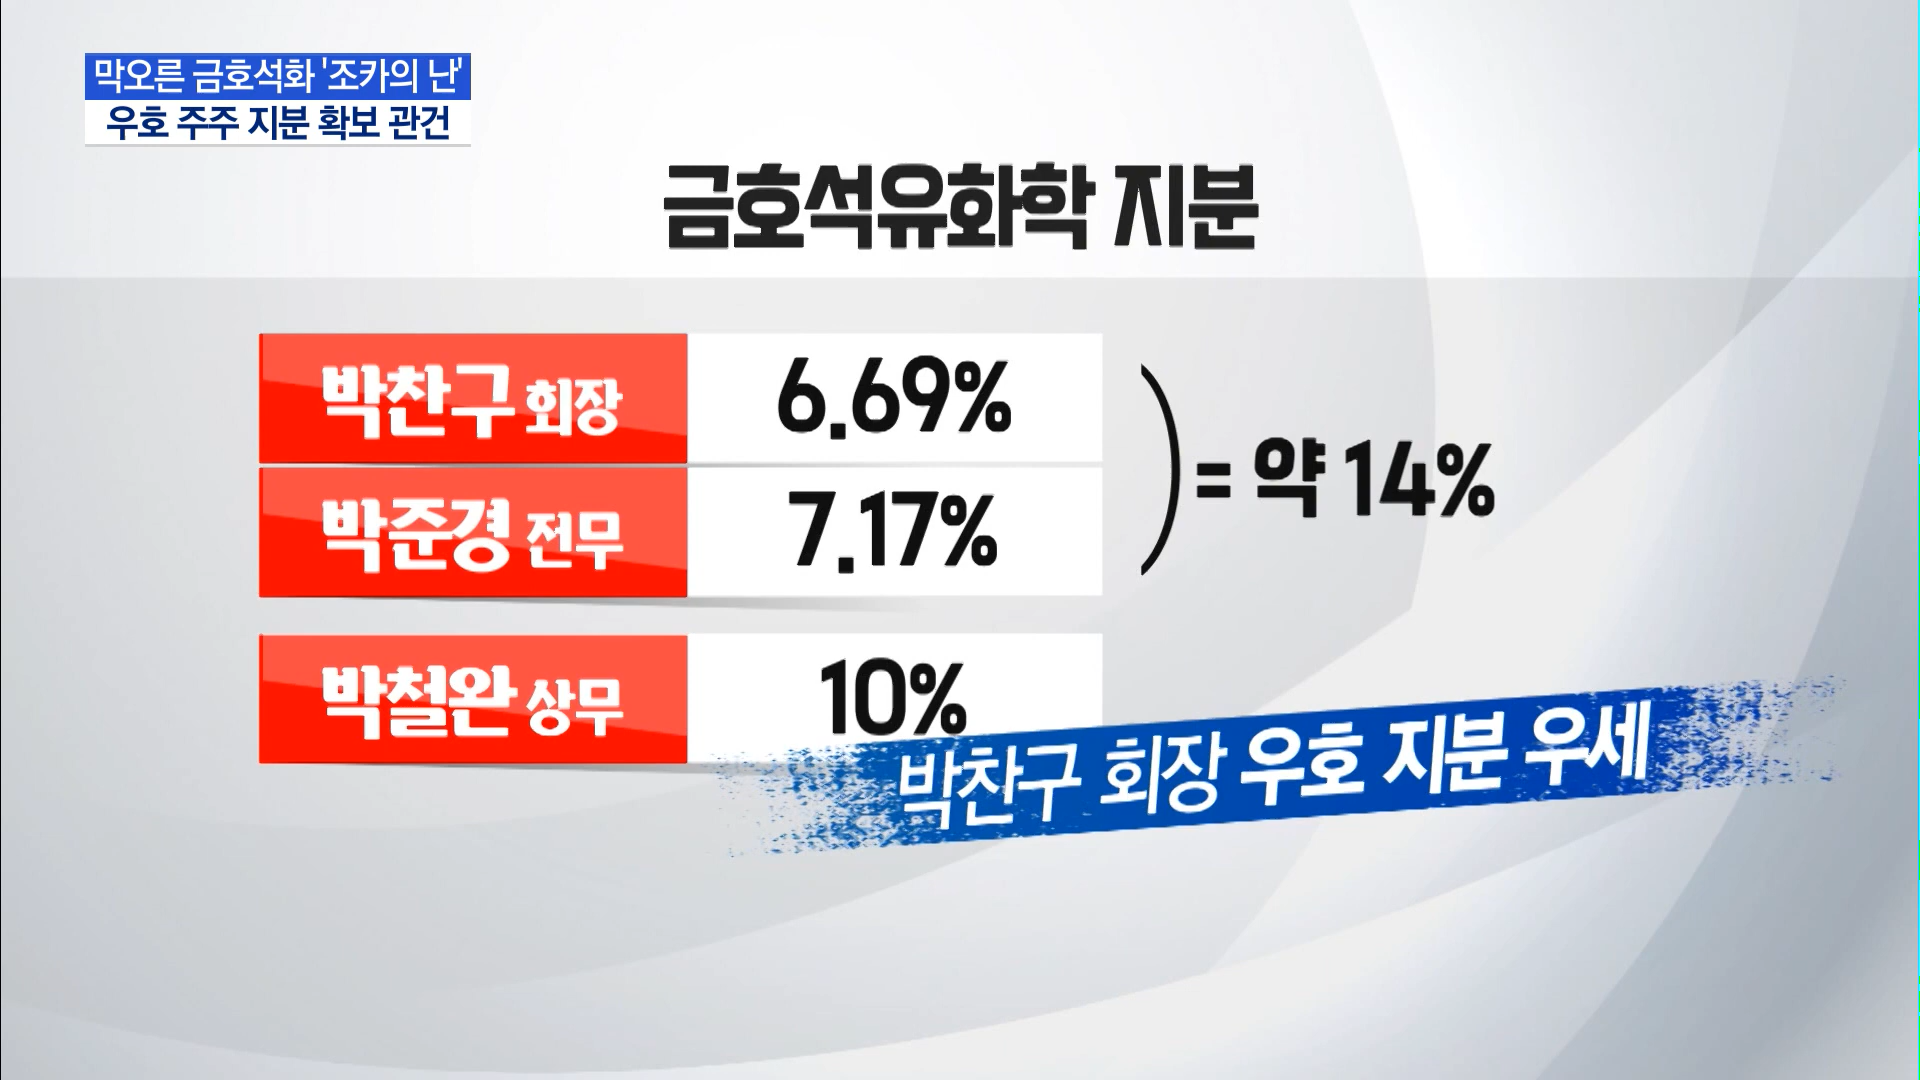 막오른 금호석화 '조카의 난'
우호 주주 지분 확보 관건
금호석유화학 지분
박찬구 회장 6.69%
박준경 전무 7.17%
= 약 14%
박철완 상무 10%
박찬구 회장 우호 지분 우세